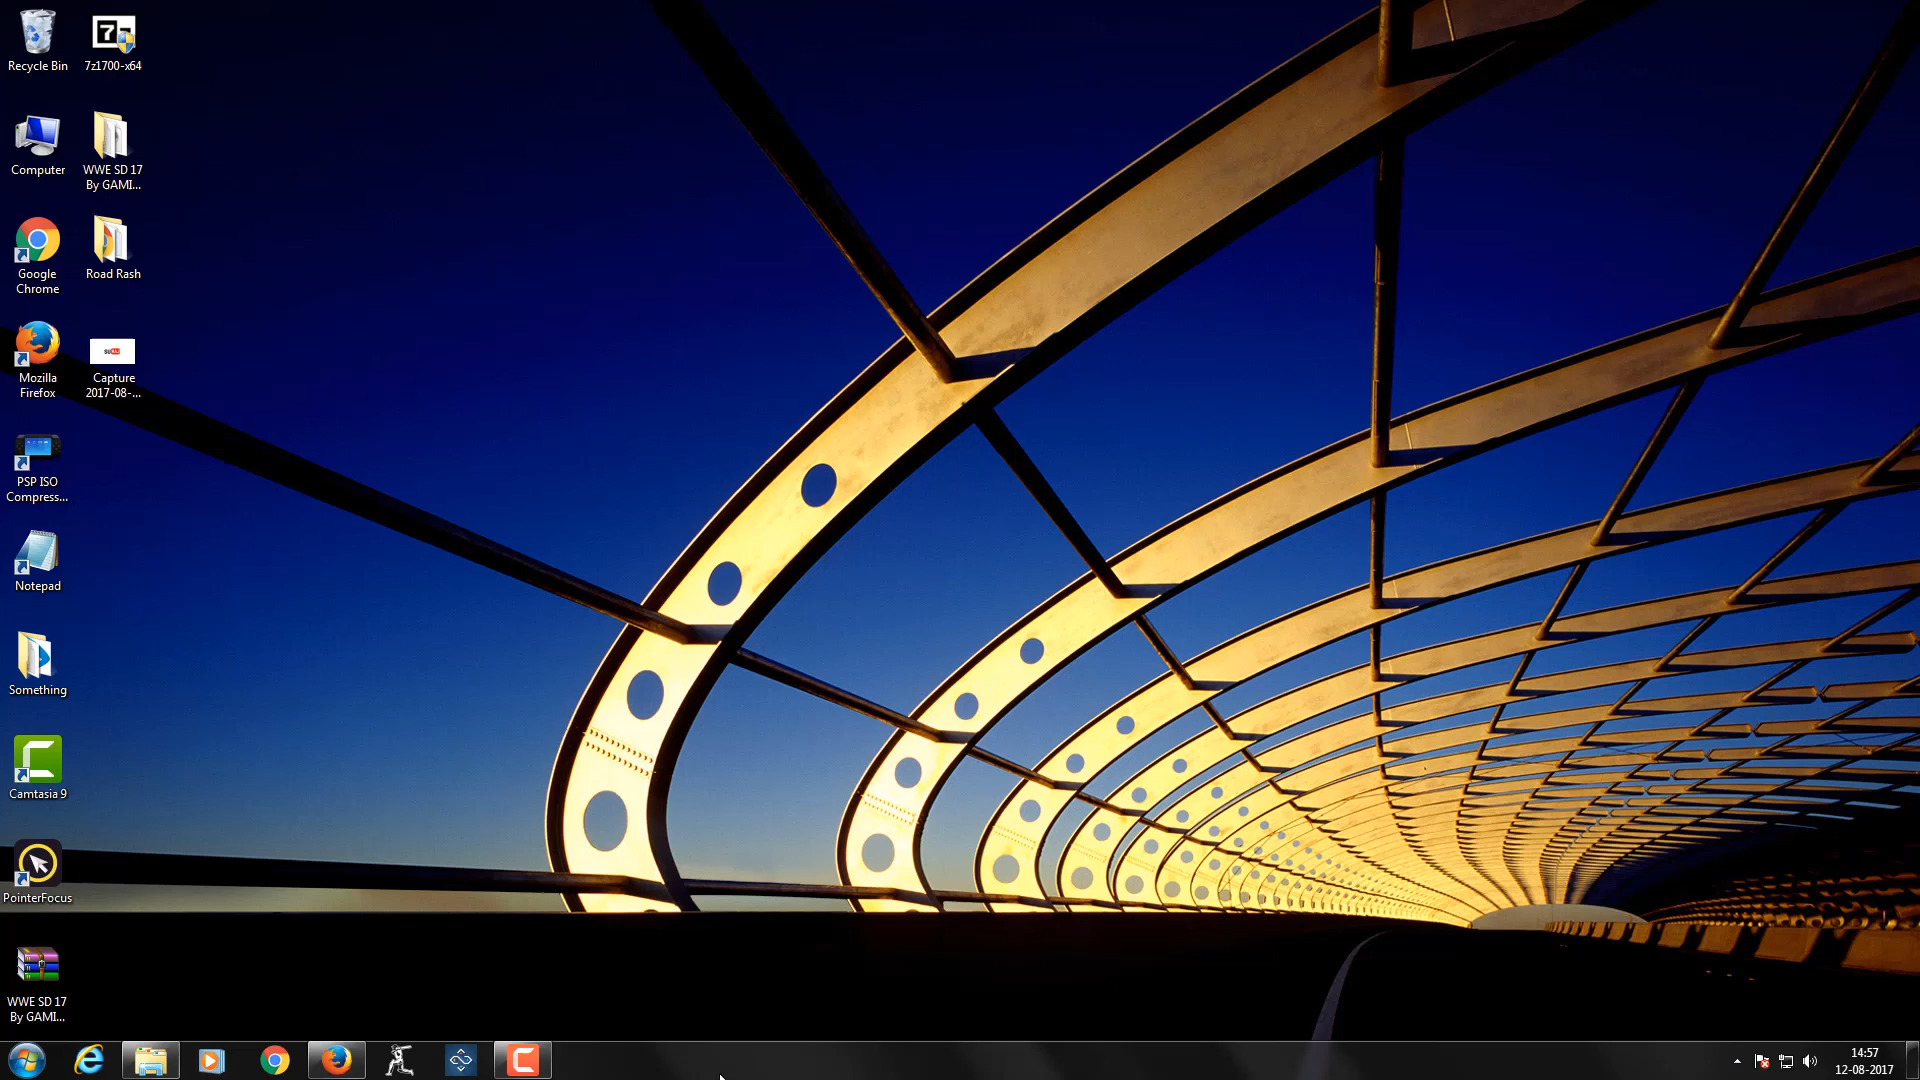 Recycle Bin
7z1700-x64
Computer
WWE SD 17
By GAMI...
Google
Chrome
Road Rash
Mozilla
Firefox
Capture
2017-08-...
PSP ISO
Compress...
Notepad
Something
Camtasia 9
PointerFocus
WWE SD 17
By GAMI...
14:57
12-08-2017